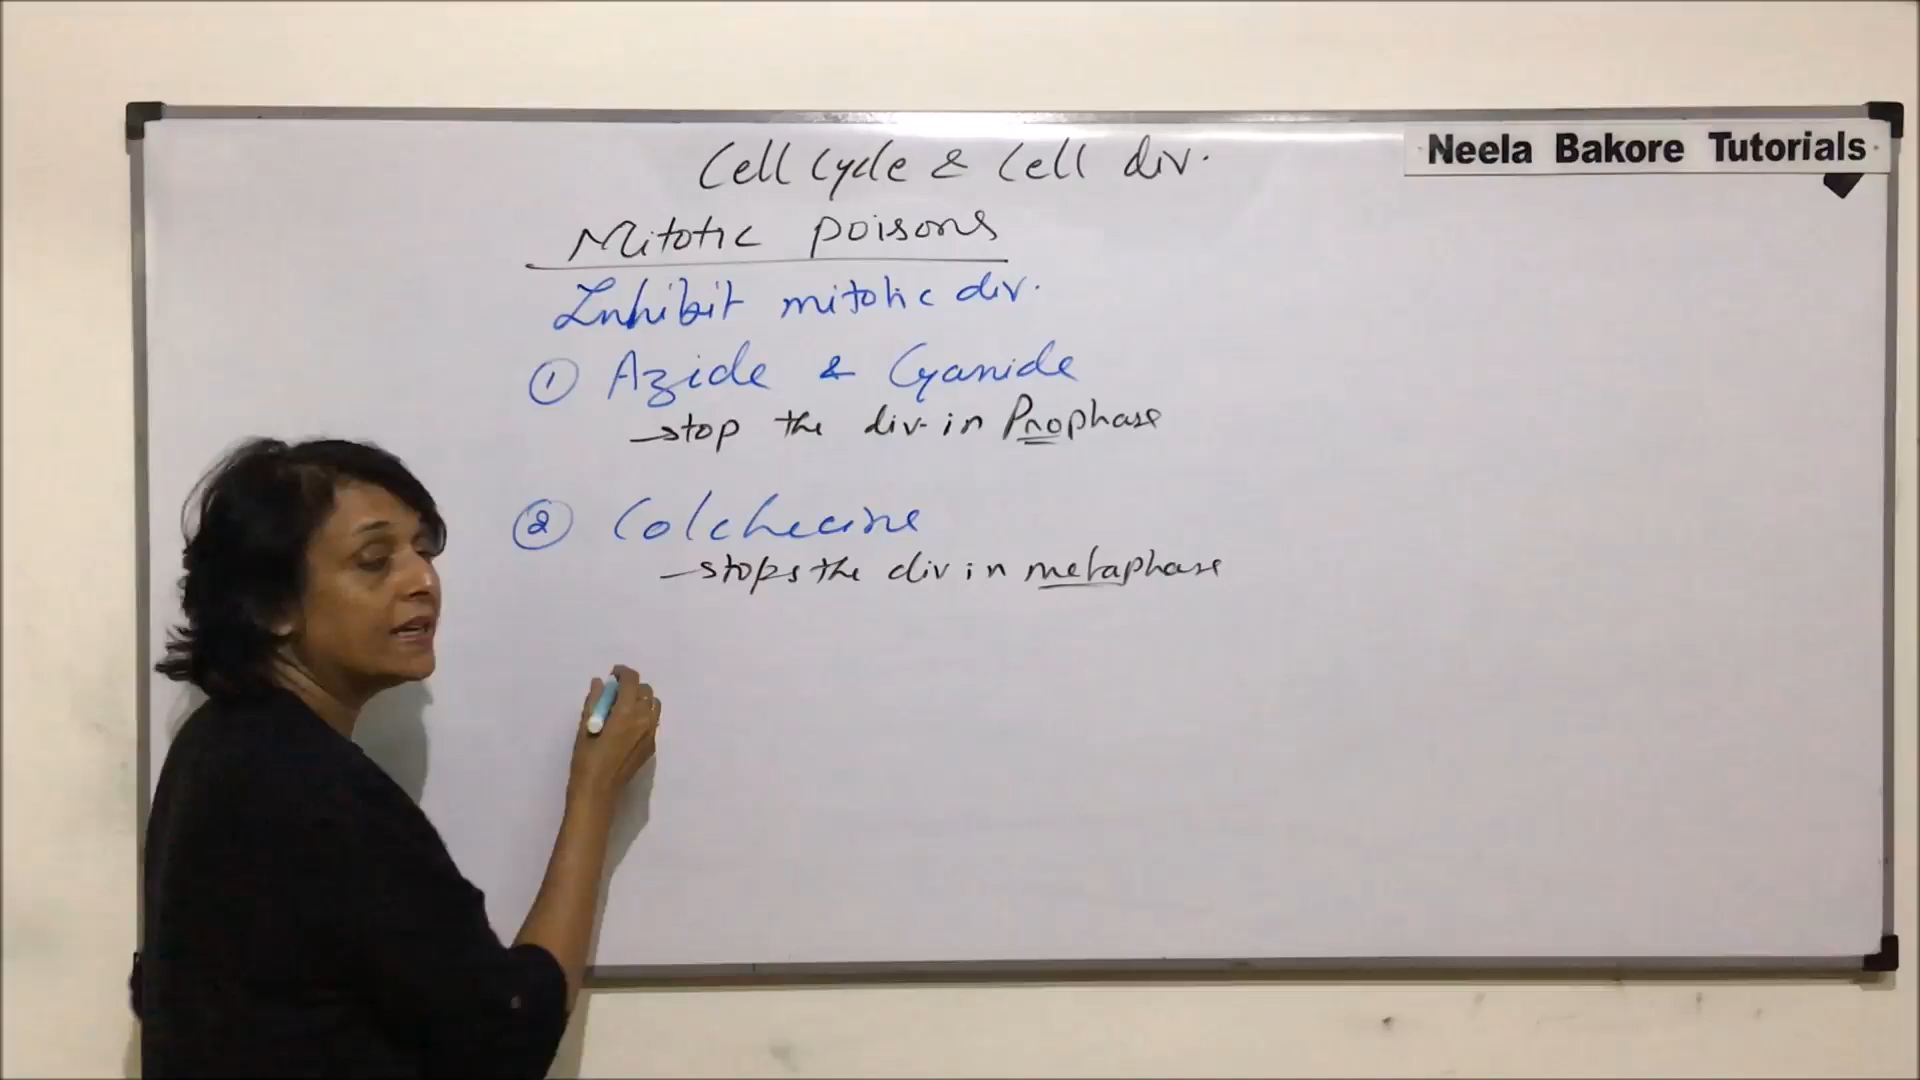 Cell Cycle & Cell div.
Neela Bakore Tutorials
Mitotic poisons
Inhibit mitotic div.
① Azide & Cyanide
→stop the div. in Prophase
② Colchecine
→stops the div in metaphase